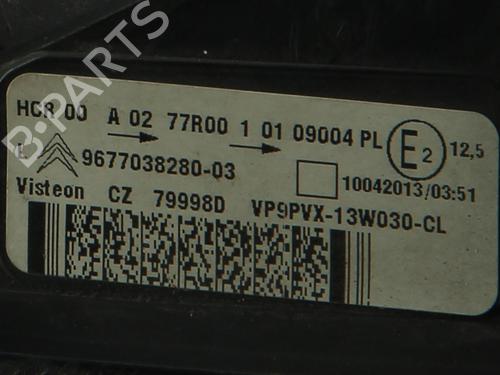 B-PARTS
HCR 00 A 02 77R00 1 01 09004 PL E2 12,5
L 9677038280-03 10042013/03:51
Visteon CZ 79998D VP9PVX-13W030-CL